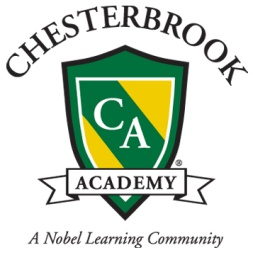 CHESTERBROOK
CA
®
ACADEMY
A Nobel Learning Community